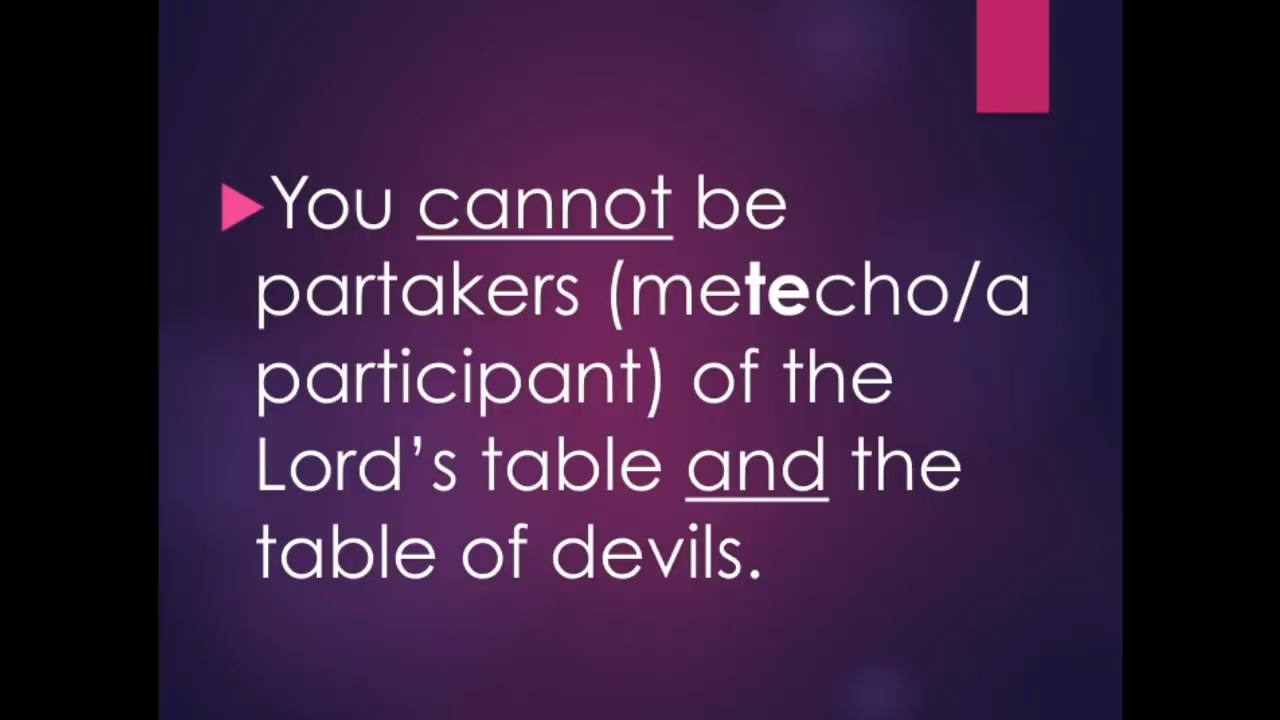 You cannot be
partakers (metecho/a
participant) of the
Lord’s table and the
table of devils.